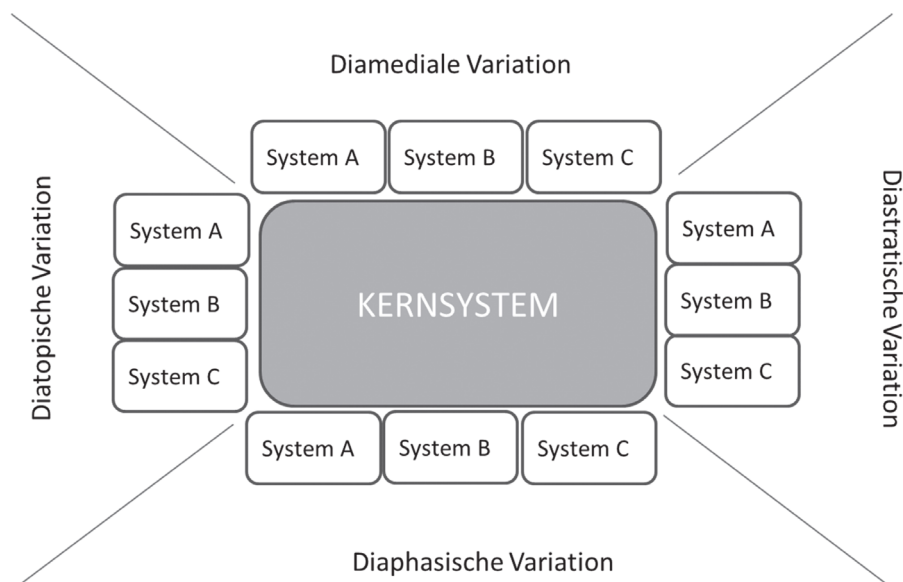 Diamediale Variation
System A
System B
System C
Diatopische Variation
System A
System B
System C
KERNSYSTEM
System A
System B
System C
Diastratische Variation
System A
System B
System C
Diaphasische Variation